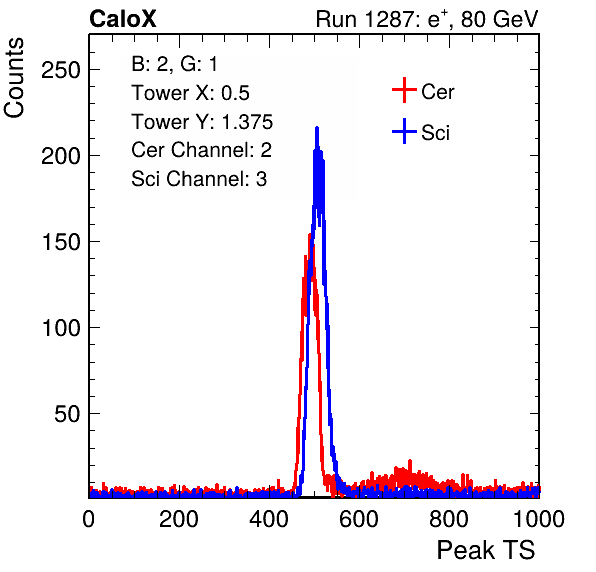 CaloX Run 1287: e⁺, 80 GeV
Counts
B: 2, G: 1
Tower X: 0.5
Tower Y: 1.375
Cer Channel: 2
Sci Channel: 3
Cer
Sci
250
200
150
100
50
0 200 400 600 800 1000
Peak TS